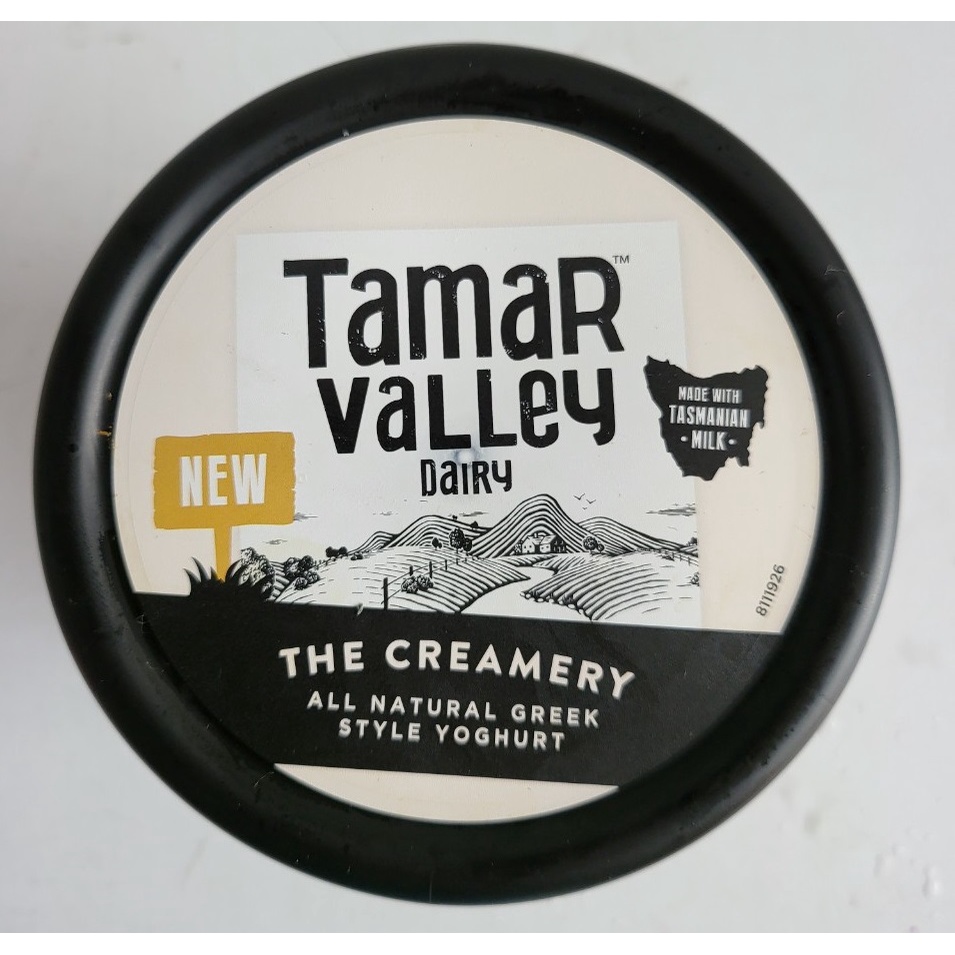 Tamar™
Valley
Dairy
MADE WITH
TASMANIAN
• MILK •
NEW
8111926
THE CREAMERY
ALL NATURAL GREEK
STYLE YOGHURT